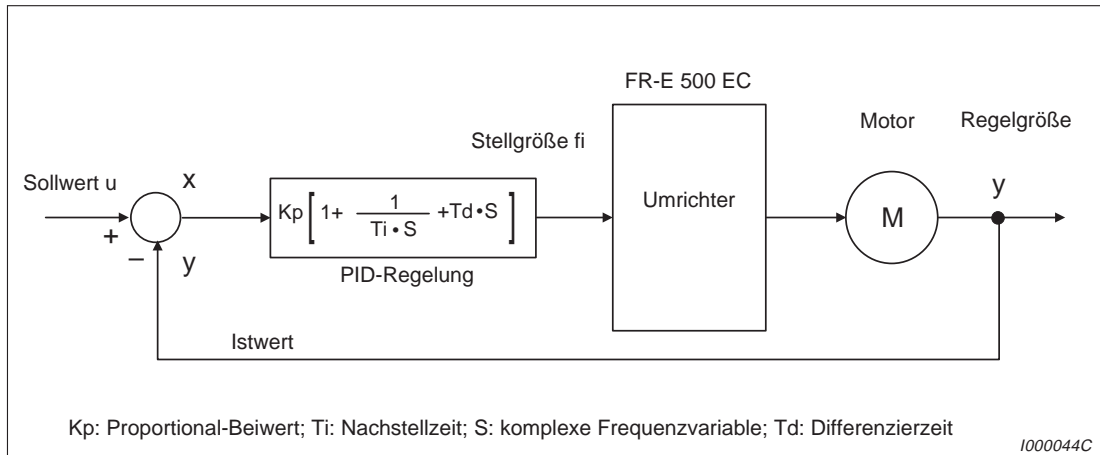 FR-E 500 EC
Motor
Regelgröße
Stellgröße fi
Sollwert u
x
y
Kp[1+ 1/Ti•S +Td•S]
Umrichter
M
+
–
y
PID-Regelung
Istwert
Kp: Proportional-Beiwert; Ti: Nachstellzeit; S: komplexe Frequenzvariable; Td: Differenzierzeit
I000044C